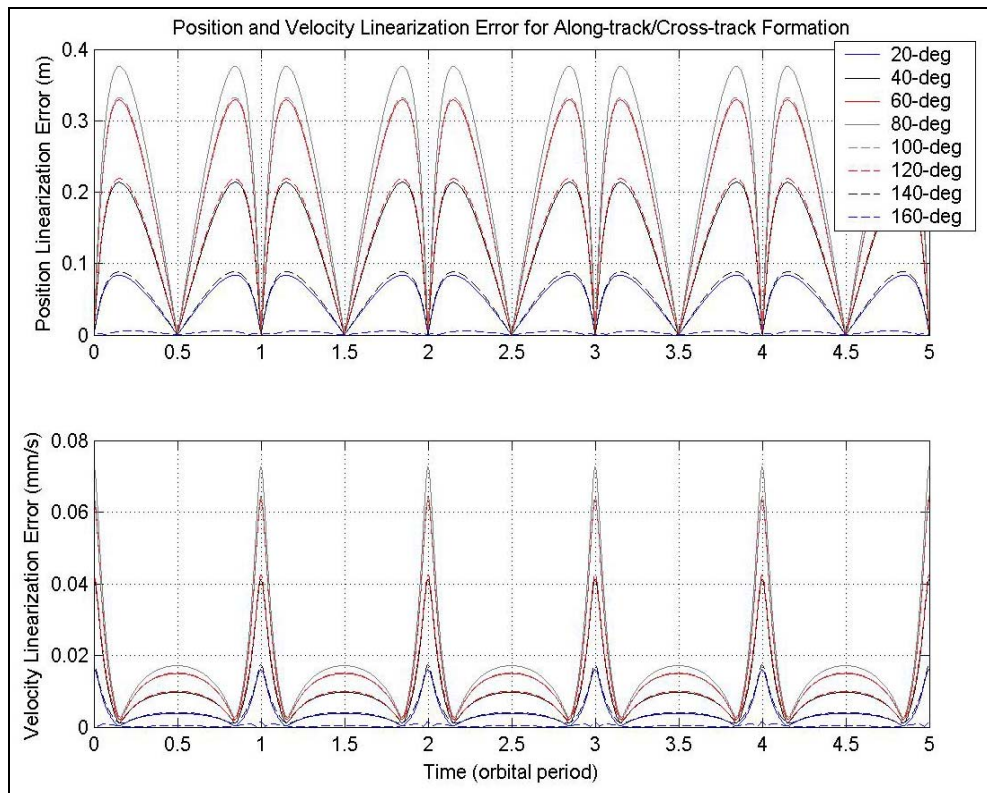 Position and Velocity Linearization Error for Along-track/Cross-track Formation
Position Linearization Error (m)
0.4
0.3
0.2
0.1
0
0 0.5 1 1.5 2 2.5 3 3.5 4 4.5 5
20-deg
40-deg
60-deg
80-deg
100-deg
120-deg
140-deg
160-deg
Velocity Linearization Error (mm/s)
0.08
0.06
0.04
0.02
0
0 0.5 1 1.5 2 2.5 3 3.5 4 4.5 5
Time (orbital period)